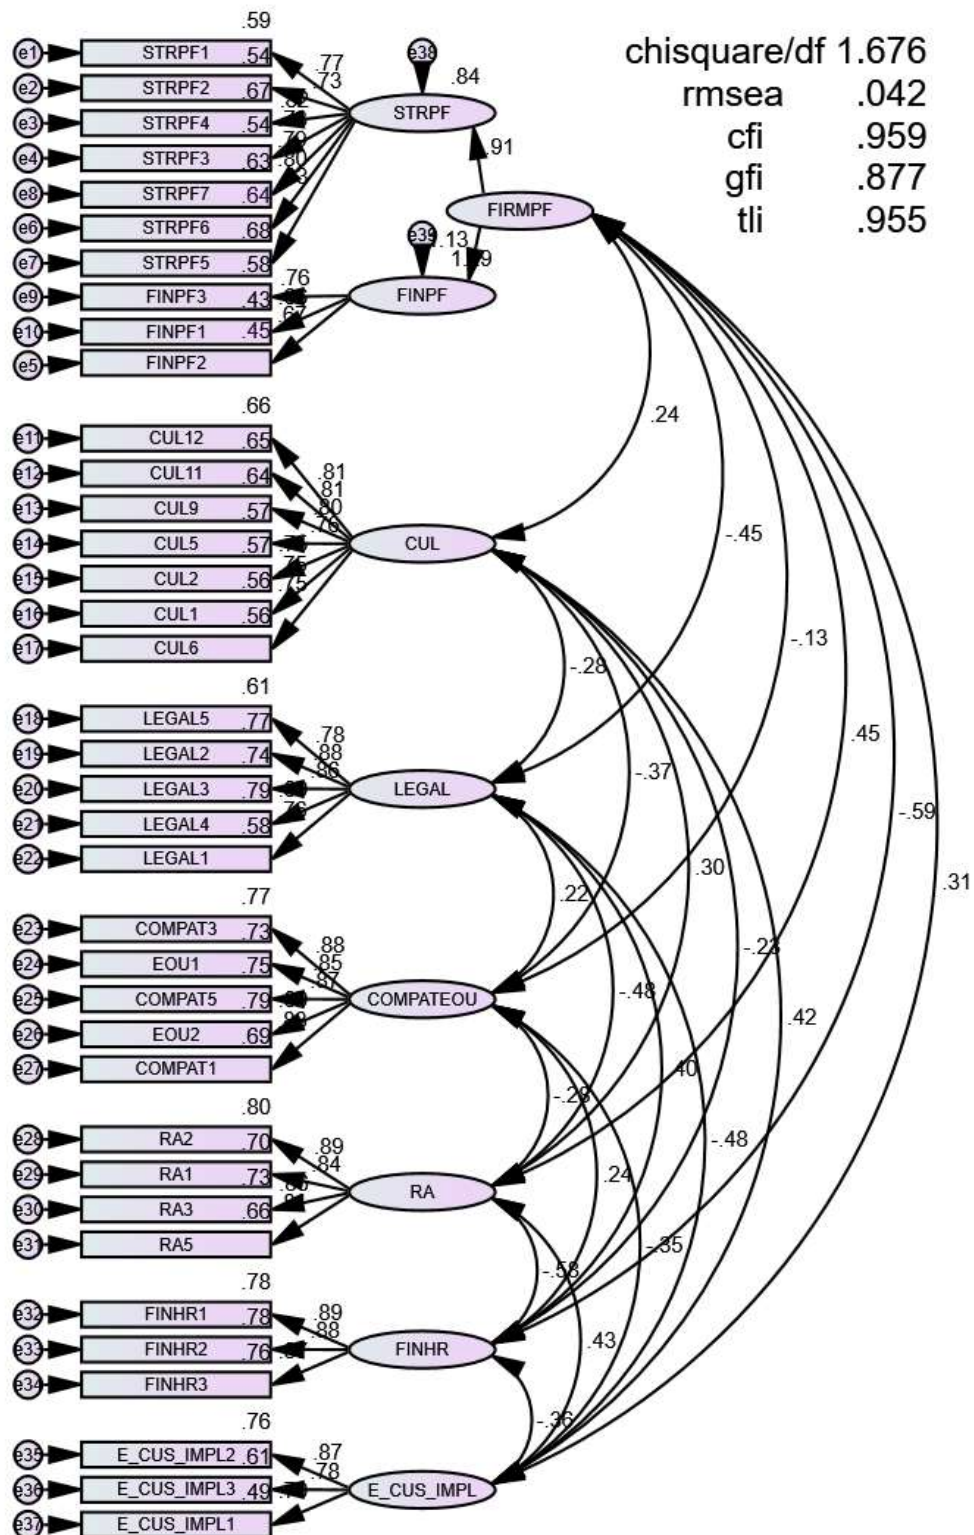 chisquare/df 1.676
rmsea .042
cfi .959
gfi .877
tli .955
.59
e1 STRPF1 .54
e2 STRPF2 .67
e3 STRPF4 .54
e4 STRPF3 .63
e8 STRPF7 .64
e6 STRPF6 .68
e7 STRPF5 .58
e9 FINPF3 .43
e10 FINPF1 .45
e5 FINPF2
.77
.73
.80
e38
.84
STRPF
.91
FIRMPF
e39
FINPF
.76
.67
.66
e11 CUL12 .65
e12 CUL11 .64
e13 CUL9 .57
e14 CUL5 .57
e15 CUL2 .56
e16 CUL1 .56
e17 CUL6
.81
.81
.80
.76
.75
CUL
.61
e18 LEGAL5 .77
e19 LEGAL2 .74
e20 LEGAL3 .79
e21 LEGAL4 .58
e22 LEGAL1
.78
.88
.86
.76
LEGAL
.77
e23 COMPAT3 .73
e24 EOU1 .75
e25 COMPAT5 .79
e26 EOU2 .69
e27 COMPAT1
.88
.85
.87
COMPATEOU
.80
e28 RA2 .70
e29 RA1 .73
e30 RA3 .66
e31 RA5
.89
.84
RA
.78
e32 FINHR1 .78
e33 FINHR2 .76
e34 FINHR3
.89
.88
FINHR
.76
e35 E_CUS_IMPL2 .61
e36 E_CUS_IMPL3 .49
e37 E_CUS_IMPL1
.87
.78
E_CUS_IMPL
.24
-.45
-.13
.45
-.59
.31
-.28
-.37
.30
-.23
.42
.22
-.48
.40
-.48
-.28
.24
-.35
-.58
.43
-.36